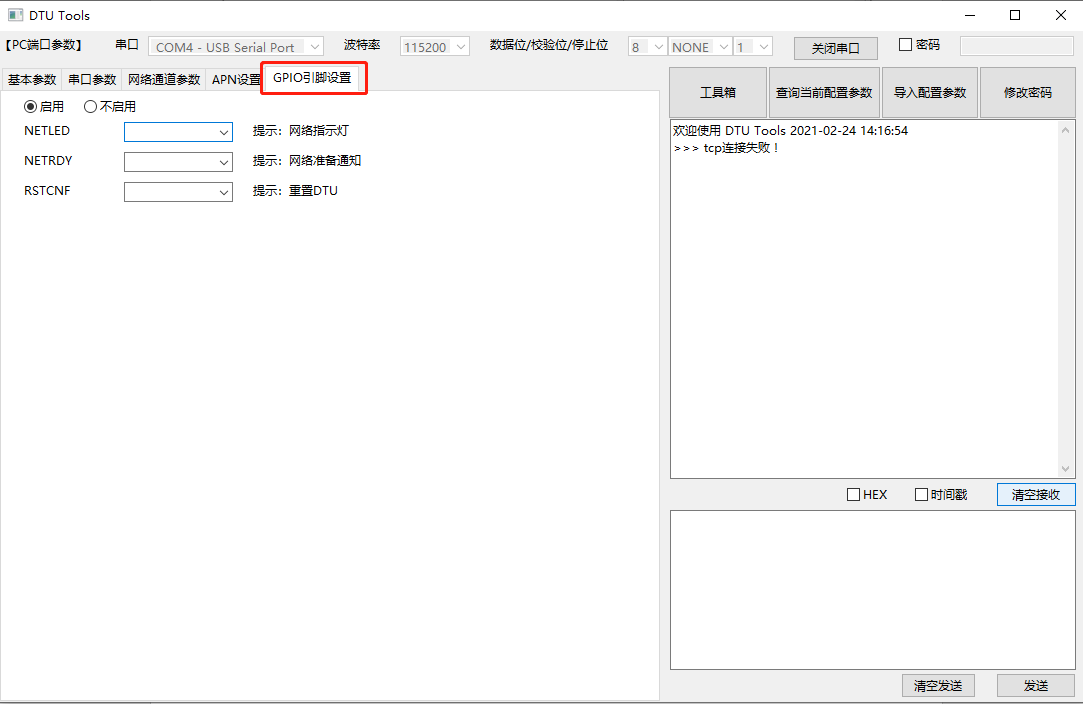 DTU Tools
【PC端口参数】 串口 COM4 - USB Serial Port 波特率 115200 数据位/校验位/停止位 8 NONE 1 关闭串口 密码
基本参数 串口参数 网络通道参数 APN设置 GPIO引脚设置
工具箱 查询当前配置参数 导入配置参数 修改密码
启用 不启用
NETLED 提示：网络指示灯
NETRDY 提示：网络准备通知
RSTCNF 提示：重置DTU
欢迎使用 DTU Tools 2021-02-24 14:16:54
>>> tcp连接失败！
HEX 时间戳 清空接收
清空发送 发送